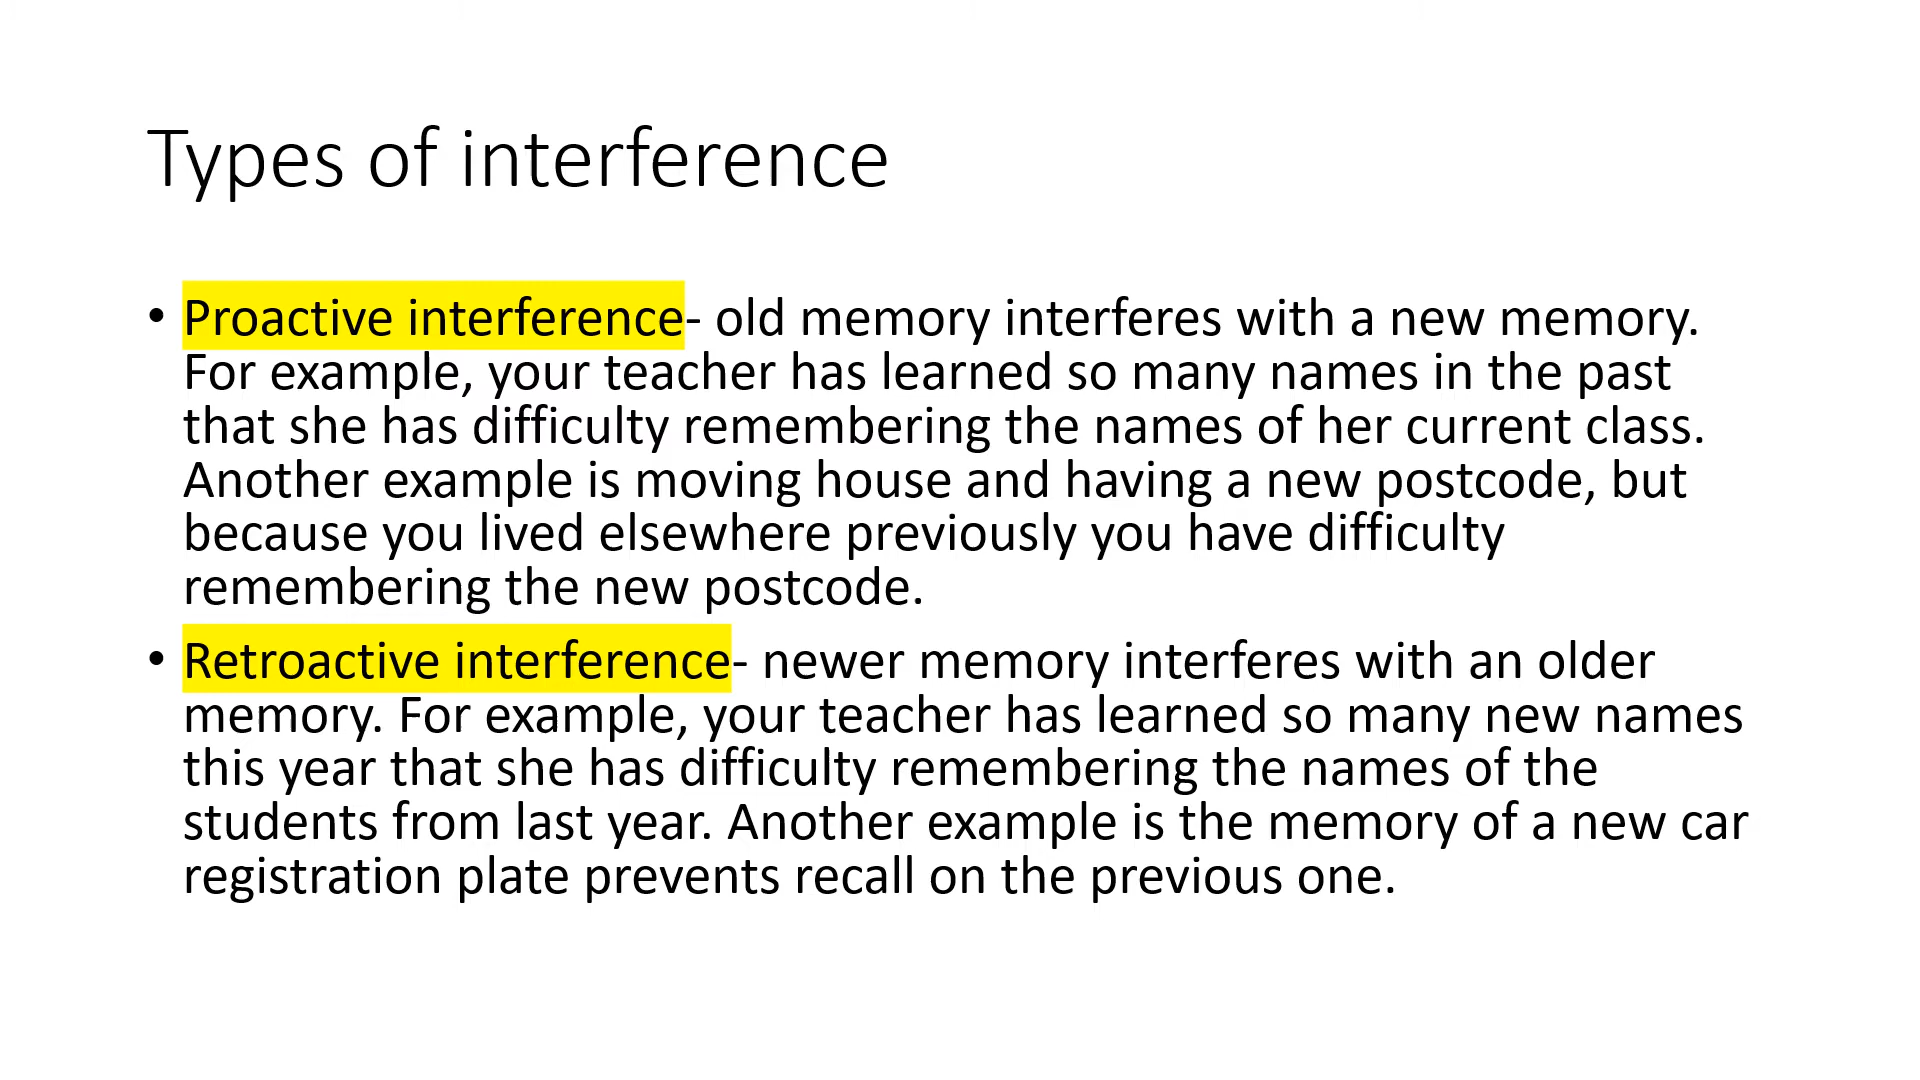 Types of interference
• Proactive interference- old memory interferes with a new memory.
For example, your teacher has learned so many names in the past
that she has difficulty remembering the names of her current class.
Another example is moving house and having a new postcode, but
because you lived elsewhere previously you have difficulty
remembering the new postcode.
• Retroactive interference- newer memory interferes with an older
memory. For example, your teacher has learned so many new names
this year that she has difficulty remembering the names of the
students from last year. Another example is the memory of a new car
registration plate prevents recall on the previous one.